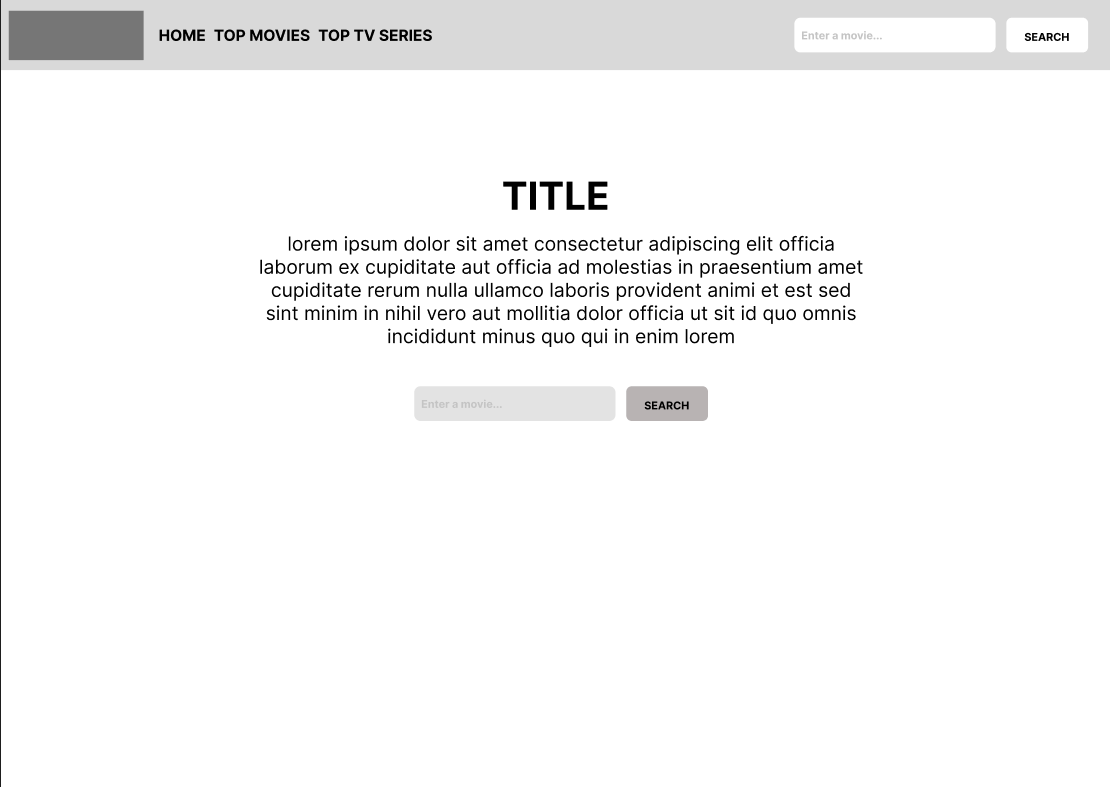 HOME TOP MOVIES TOP TV SERIES
Enter a movie...
SEARCH
TITLE
lorem ipsum dolor sit amet consectetur adipiscing elit officia
laborum ex cupiditate aut officia ad molestias in praesentium amet
cupiditate rerum nulla ullamco laboris provident animi et est sed
sint minim in nihil vero aut mollitia dolor officia ut sit id quo omnis
incididunt minus quo qui in enim lorem
Enter a movie...
SEARCH